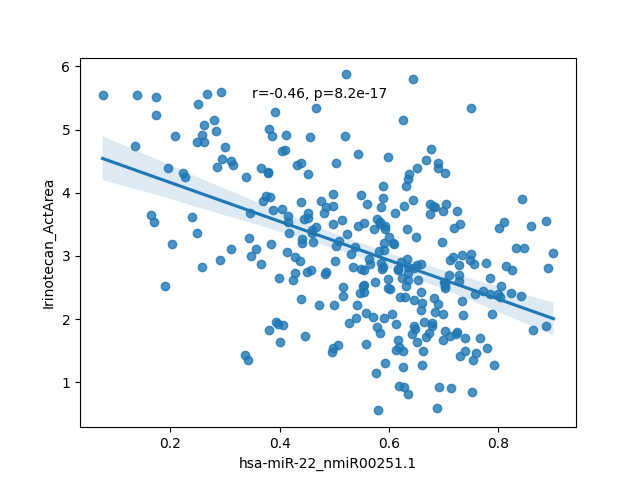 r=-0.46, p=8.2e-17
6
5
4
3
2
1
Irinotecan_ActArea
0.2 0.4 0.6 0.8
hsa-miR-22_nmiR00251.1